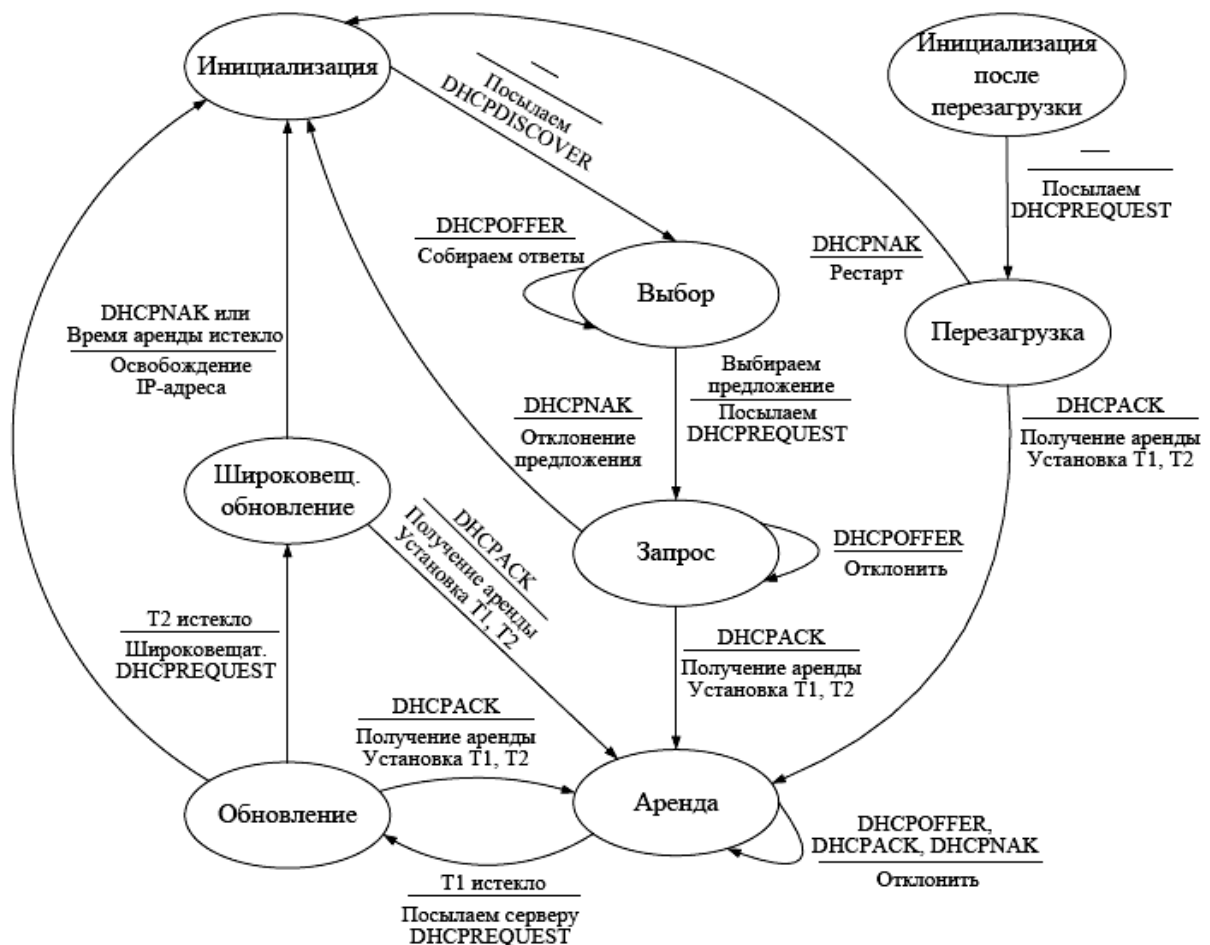 Инициализация
Инициализация
после
перезагрузки
—
Посылаем
DHCPDISCOVER
—
Посылаем
DHCPREQUEST
DHCPOFFER
Собираем ответы
Выбор
DHCPNAK
Рестарт
Перезагрузка
DHCPNAK или
Время аренды истекло
Освобождение
IP-адреса
Выбираем
предложение
Посылаем
DHCPREQUEST
DHCPNAK
Отклонение
предложения
DHCPACK
Получение аренды
Установка T1, T2
Широковещ.
обновление
DHCPACK
Получение аренды
Установка T1, T2
Запрос
DHCPOFFER
Отклонить
T2 истекло
Широковещат.
DHCPREQUEST
DHCPACK
Получение аренды
Установка T1, T2
DHCPACK
Получение аренды
Установка T1, T2
Обновление
Аренда
DHCPOFFER,
DHCPACK, DHCPNAK
Отклонить
T1 истекло
Посылаем серверу
DHCPREQUEST